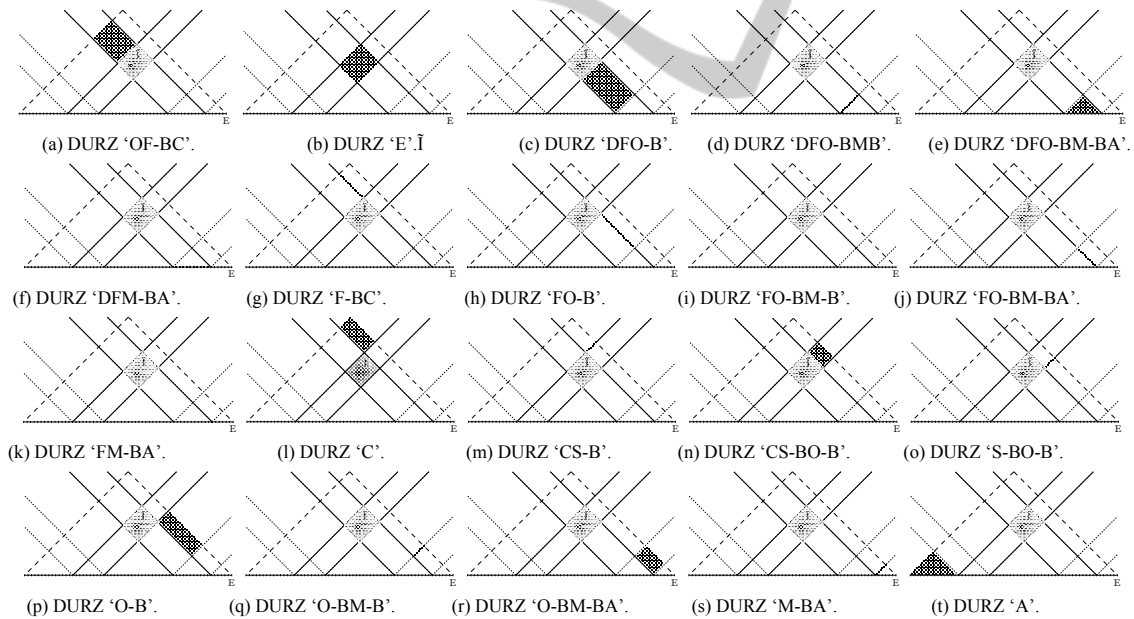 E E E E E
(a) DURZ ‘OF-BC’. (b) DURZ ‘E’.Ĩ (c) DURZ ‘DFO-B’. (d) DURZ ‘DFO-BMB’. (e) DURZ ‘DFO-BM-BA’.
E E E E E
(f) DURZ ‘DFM-BA’. (g) DURZ ‘F-BC’. (h) DURZ ‘FO-B’. (i) DURZ ‘FO-BM-B’. (j) DURZ ‘FO-BM-BA’.
E E E E E
(k) DURZ ‘FM-BA’. (l) DURZ ‘C’. (m) DURZ ‘CS-B’. (n) DURZ ‘CS-BO-B’. (o) DURZ ‘S-BO-B’.
E E E E E
(p) DURZ ‘O-B’. (q) DURZ ‘O-BM-B’. (r) DURZ ‘O-BM-BA’. (s) DURZ ‘M-BA’. (t) DURZ ‘A’.